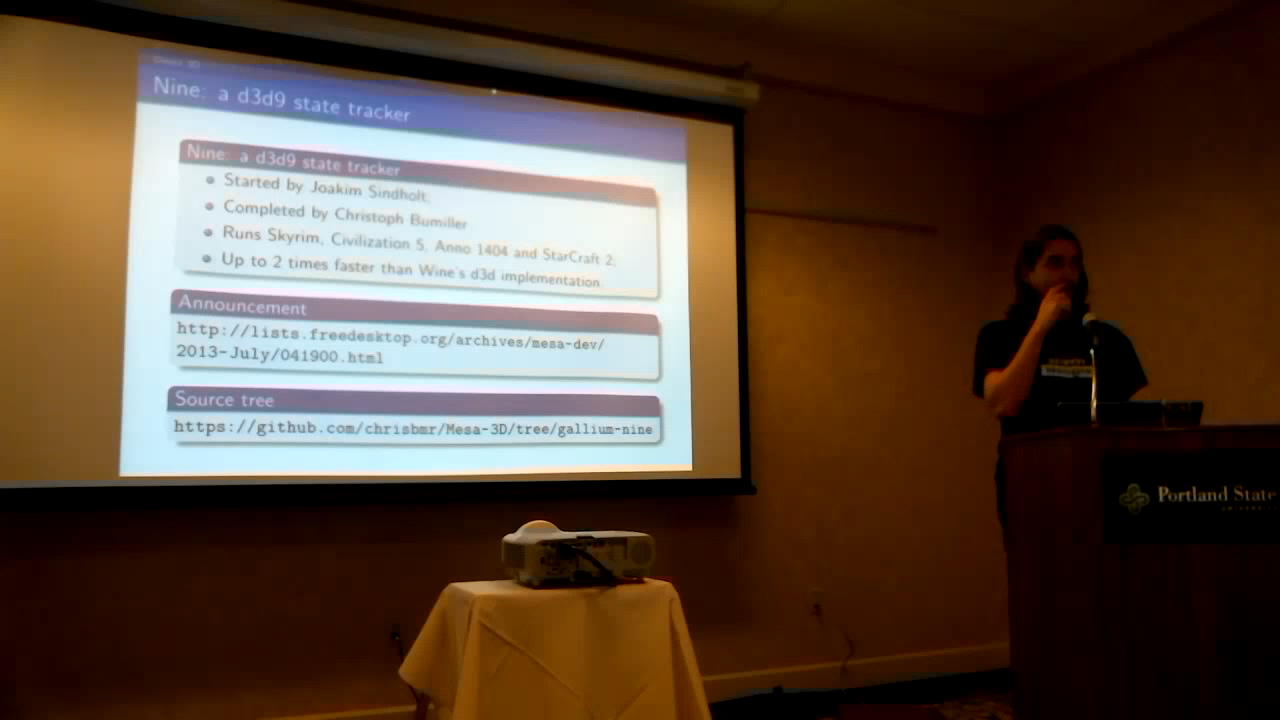 Nine: a d3d9 state tracker
Nine: a d3d9 state tracker
Started by Joakim Sindholt,
Completed by Christoph Bumiller
Runs Skyrim, Civilization 5, Anno 1404 and StarCraft 2,
Up to 2 times faster than Wine's d3d implementation.
Announcement
http://lists.freedesktop.org/archives/mesa-dev/
2013-July/041900.html
Source tree
https://github.com/chrisbmr/Mesa-3D/tree/gallium-nine
Portland State